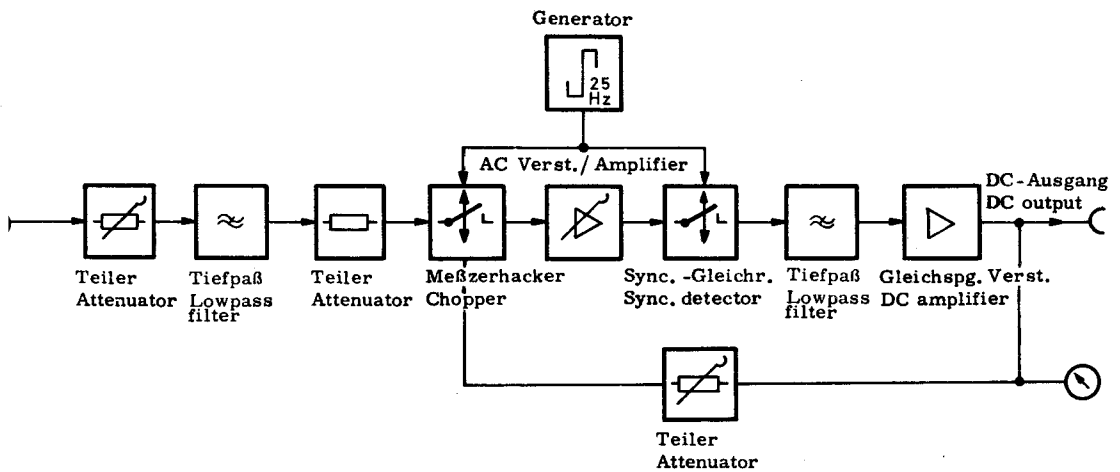 Generator
25
Hz
AC Verst./ Amplifier
DC-Ausgang
DC output
Teiler
Attenuator
Tiefpaß
Lowpass
filter
Teiler
Attenuator
Meßzerhacker
Chopper
Sync. -Gleichr.
Sync. detector
Tiefpaß
Lowpass
filter
Gleichspg. Verst.
DC amplifier
Teiler
Attenuator